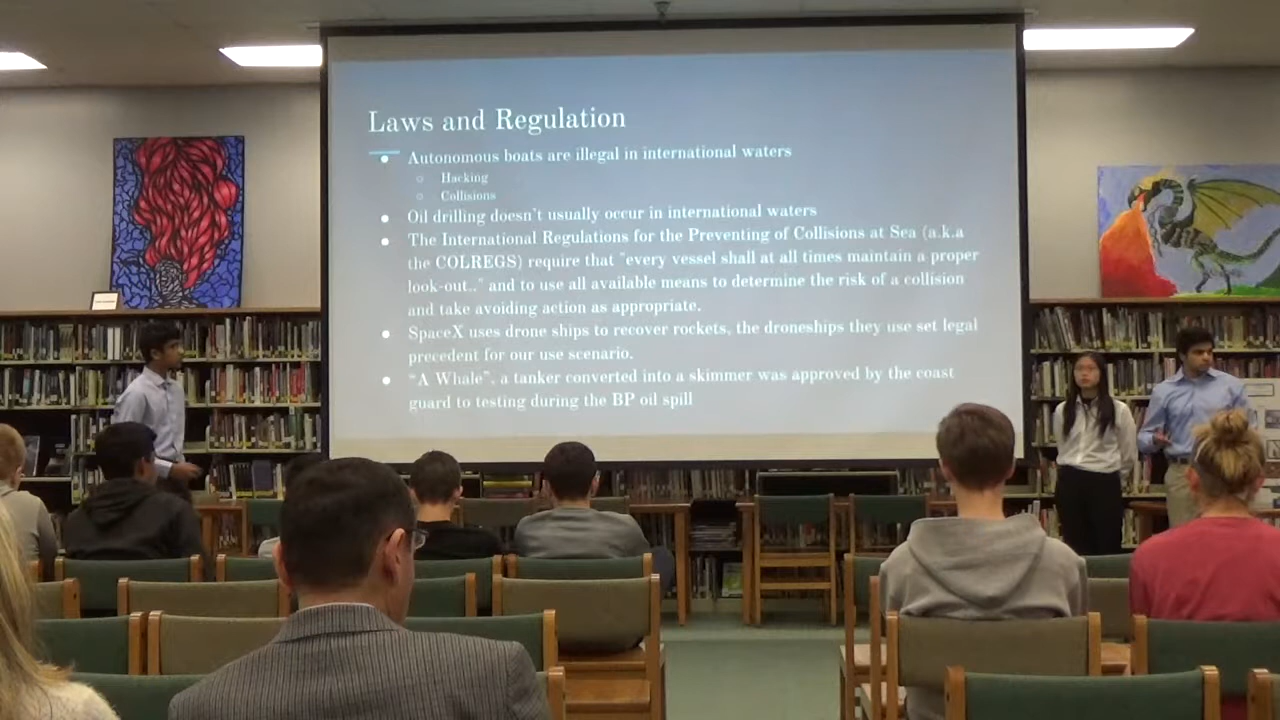 Laws and Regulation
● Autonomous boats are illegal in international waters
○ Hacking
○ Collisions
● Oil drilling doesn't usually occur in international waters
● The International Regulations for the Preventing of Collisions at Sea (a.k.a
the COLREGS) require that "every vessel shall at all times maintain a proper
look-out.." and to use all available means to determine the risk of a collision
and take avoiding action as appropriate.
● SpaceX uses drone ships to recover rockets, the droneships they use set legal
precedent for our use scenario.
● "A Whale", a tanker converted into a skimmer was approved by the coast
guard to testing during the BP oil spill